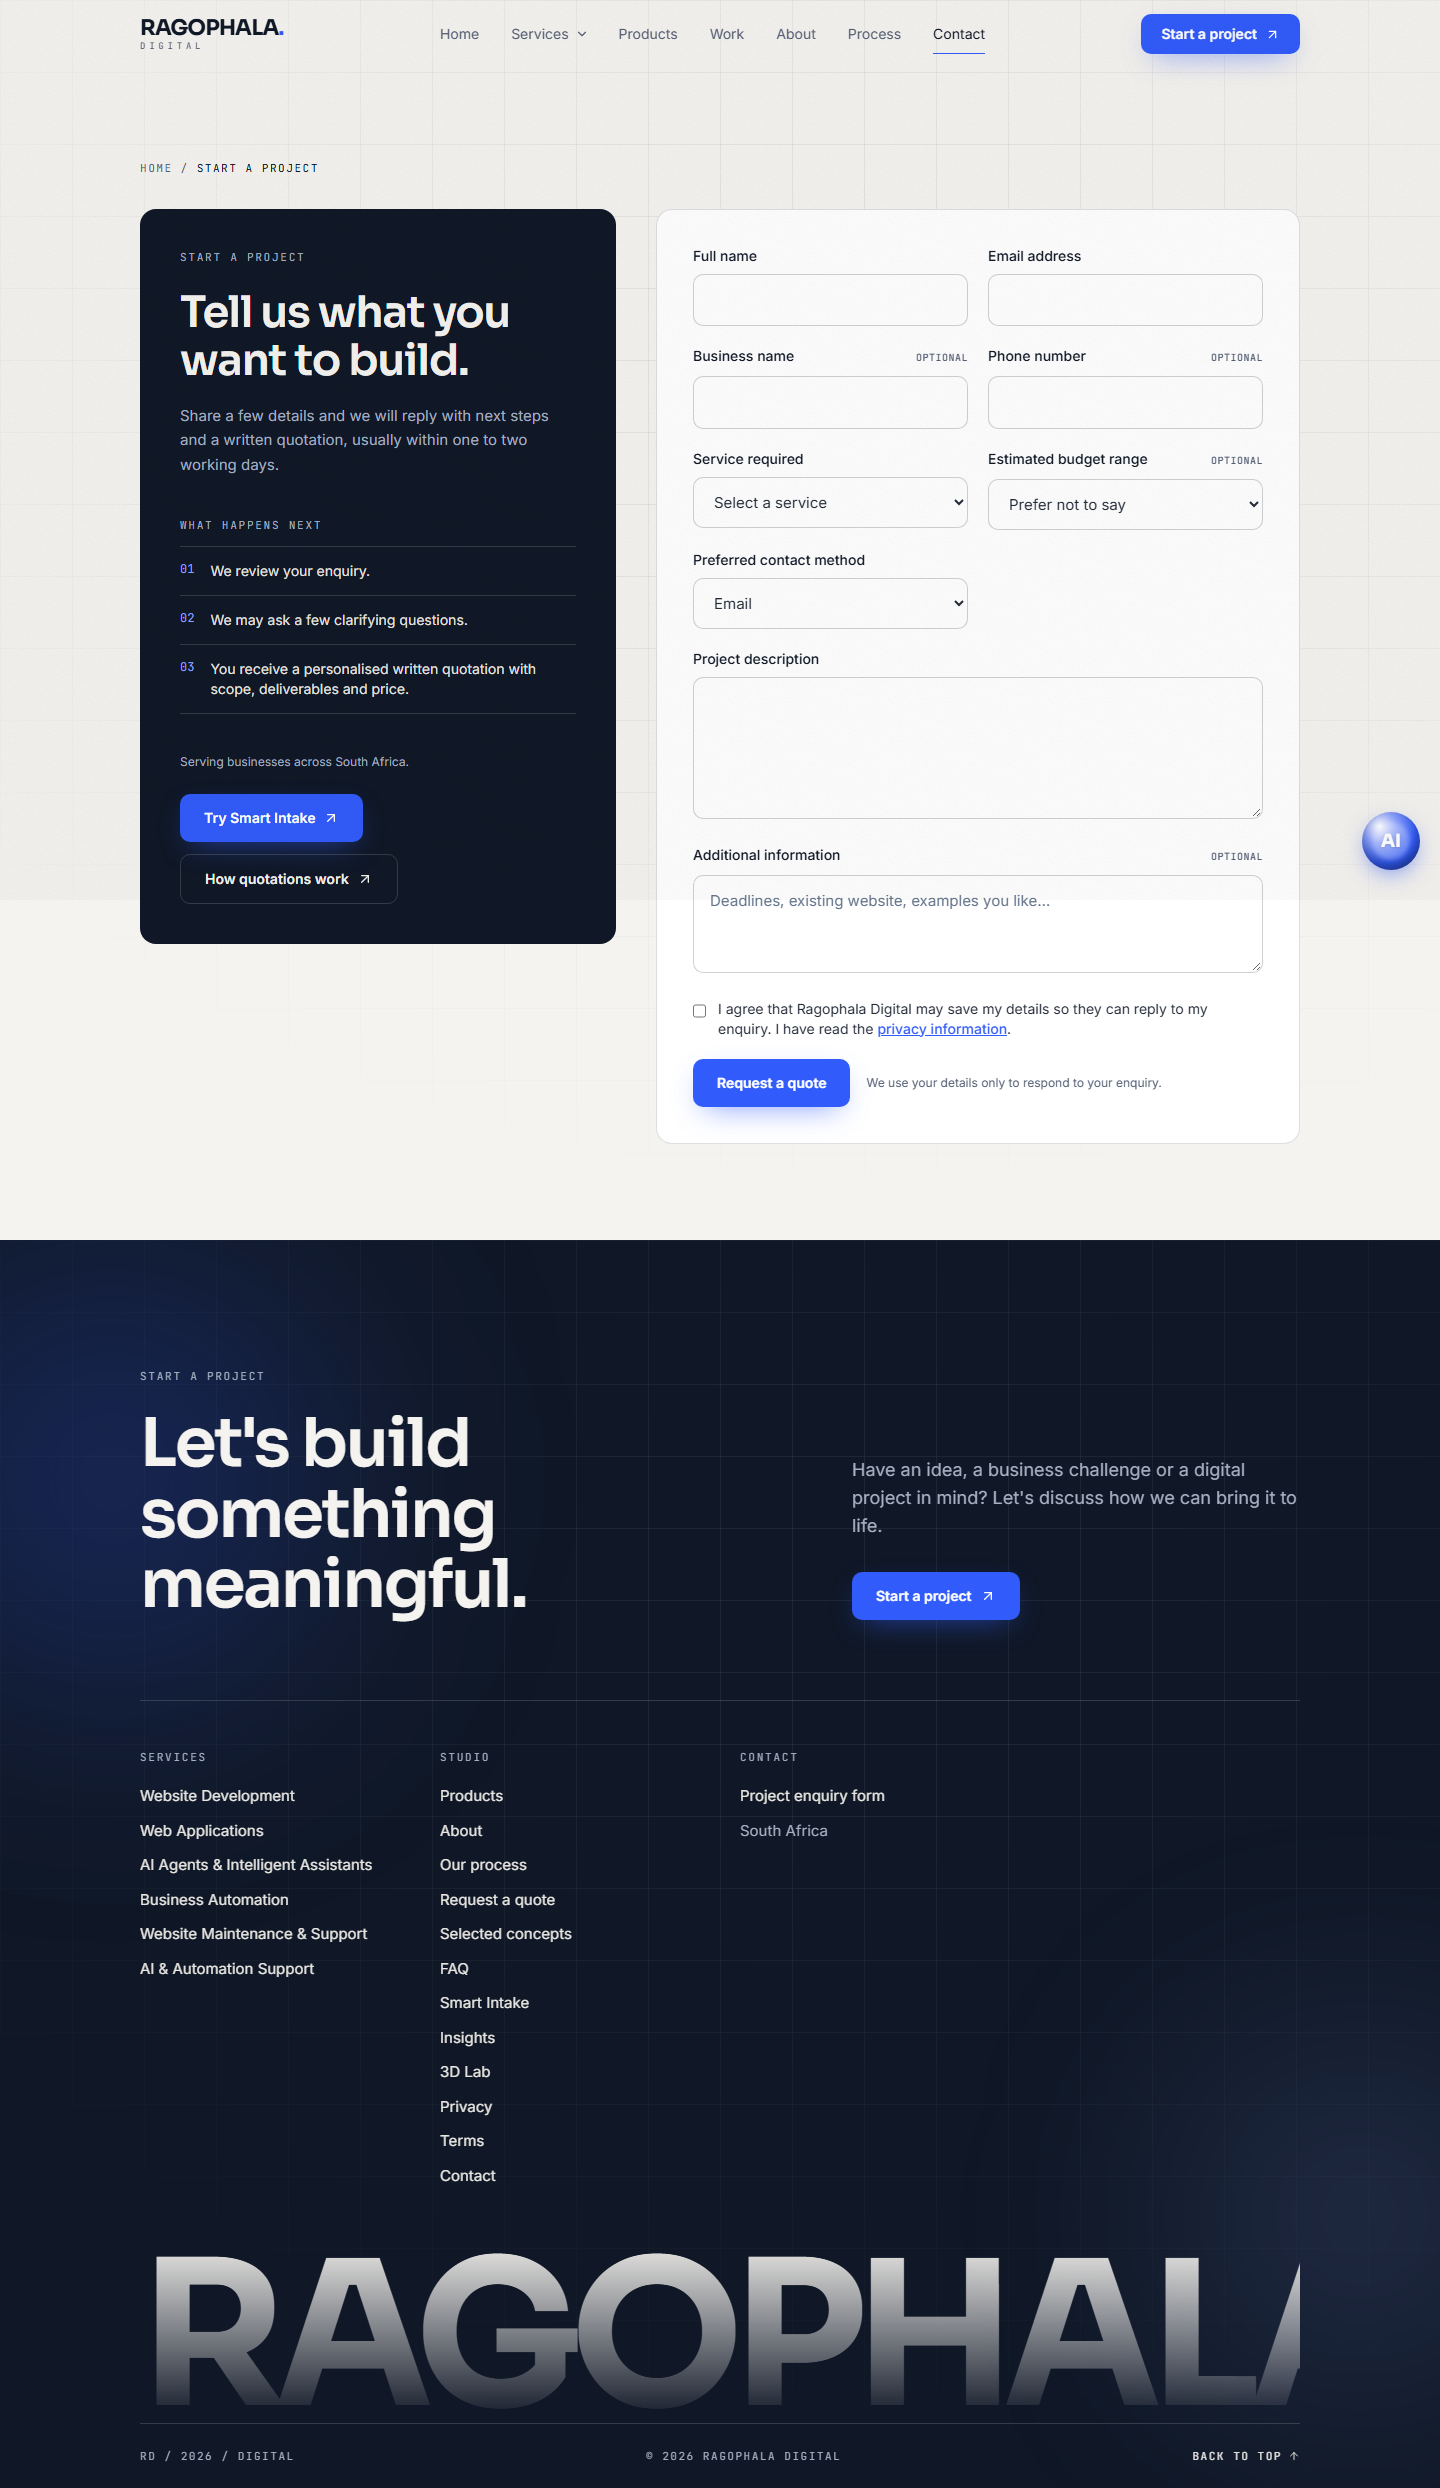 RAGOPHALA.
DIGITAL
Home
Services
Products
Work
About
Process
Contact
Start a project
HOME / START A PROJECT
START A PROJECT
Tell us what you
want to build.
Share a few details and we will reply with next steps
and a written quotation, usually within one to two
working days.
WHAT HAPPENS NEXT
01 We review your enquiry.
02 We may ask a few clarifying questions.
03 You receive a personalised written quotation with
scope, deliverables and price.
Serving businesses across South Africa.
Try Smart Intake
How quotations work
Full name
Email address
Business name OPTIONAL
Phone number OPTIONAL
Service required
Select a service
Estimated budget range OPTIONAL
Prefer not to say
Preferred contact method
Email
Project description
Additional information OPTIONAL
Deadlines, existing website, examples you like...
I agree that Ragophala Digital may save my details so they can reply to my
enquiry. I have read the privacy information.
Request a quote
We use your details only to respond to your enquiry.
AI
START A PROJECT
Let's build
something
meaningful.
Have an idea, a business challenge or a digital
project in mind? Let's discuss how we can bring it to
life.
Start a project
SERVICES
Website Development
Web Applications
AI Agents & Intelligent Assistants
Business Automation
Website Maintenance & Support
AI & Automation Support
STUDIO
Products
About
Our process
Request a quote
Selected concepts
FAQ
Smart Intake
Insights
3D Lab
Privacy
Terms
Contact
CONTACT
Project enquiry form
South Africa
RAGOPHALA
RD / 2026 / DIGITAL
© 2026 RAGOPHALA DIGITAL
BACK TO TOP ↑